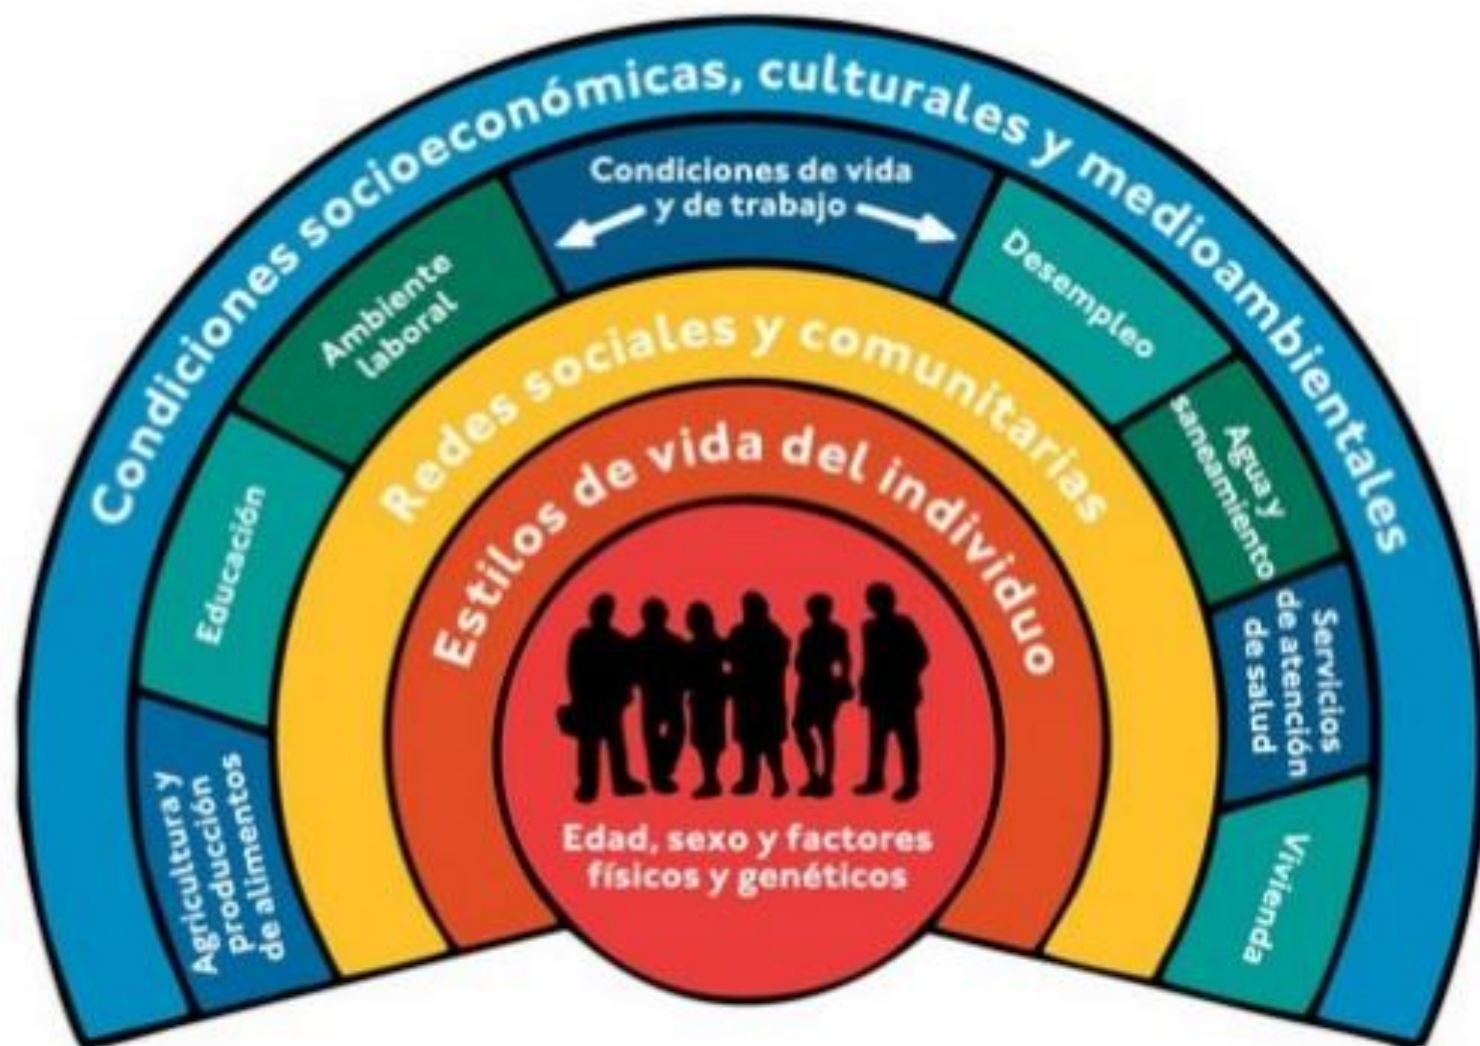 Condiciones socioeconómicas, culturales y medioambientales
Condiciones de vida
y de trabajo
Agricultura y
producción
de alimentos
Educación
Ambiente
laboral
Desempleo
Agua y
saneamiento
Servicios
de atención
de salud
Vivienda
Redes sociales y comunitarias
Estilos de vida del individuo
Edad, sexo y factores
físicos y genéticos